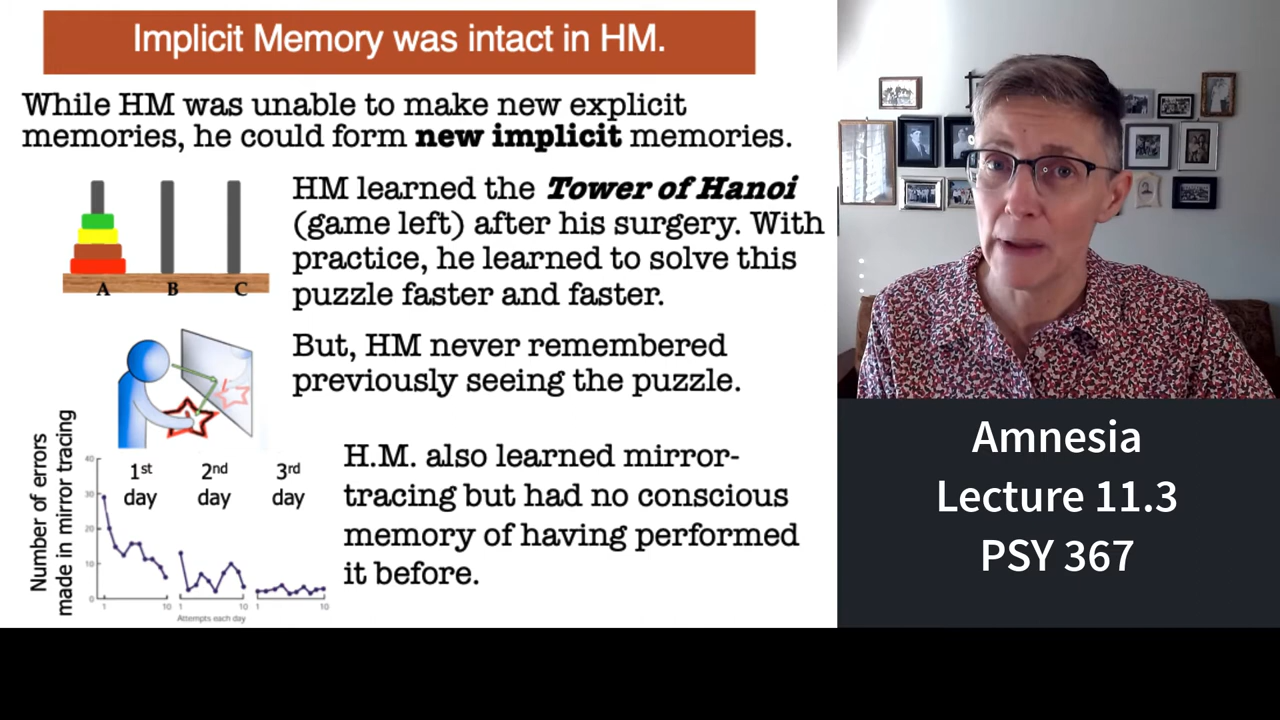 Implicit Memory was intact in HM.
While HM was unable to make new explicit
memories, he could form new implicit memories.
HM learned the Tower of Hanoi
(game left) after his surgery. With
practice, he learned to solve this
puzzle faster and faster.
A B C
But, HM never remembered
previously seeing the puzzle.
Number of errors
made in mirror tracing
40
30
20
10
0
1st
day
2nd
day
3rd
day
1 10 1 10 1 10
Attempts each day
H.M. also learned mirror-
tracing but had no conscious
memory of having performed
it before.
Amnesia
Lecture 11.3
PSY 367